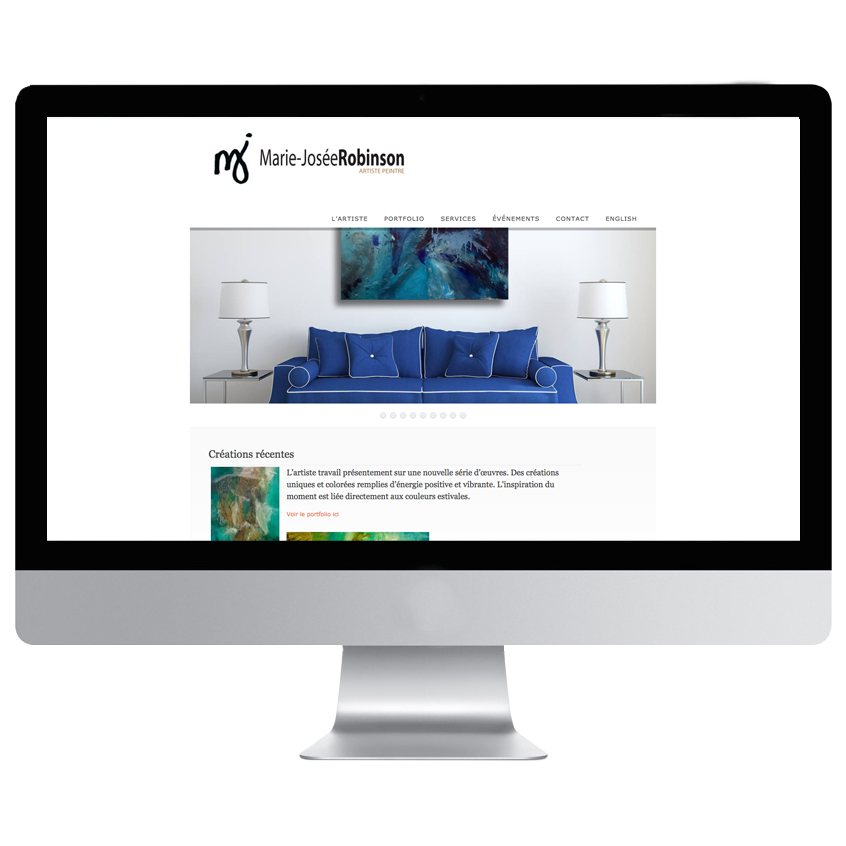 mj
Marie-JoséeRobinson
ARTISTE PEINTRE
L'ARTISTE PORTFOLIO SERVICES ÉVÉNEMENTS CONTACT ENGLISH
Créations récentes
L'artiste travail présentement sur une nouvelle série d'œuvres. Des créations
uniques et colorées remplies d'énergie positive et vibrante. L'inspiration du
moment est liée directement aux couleurs estivales.
Voir le portfolio ici